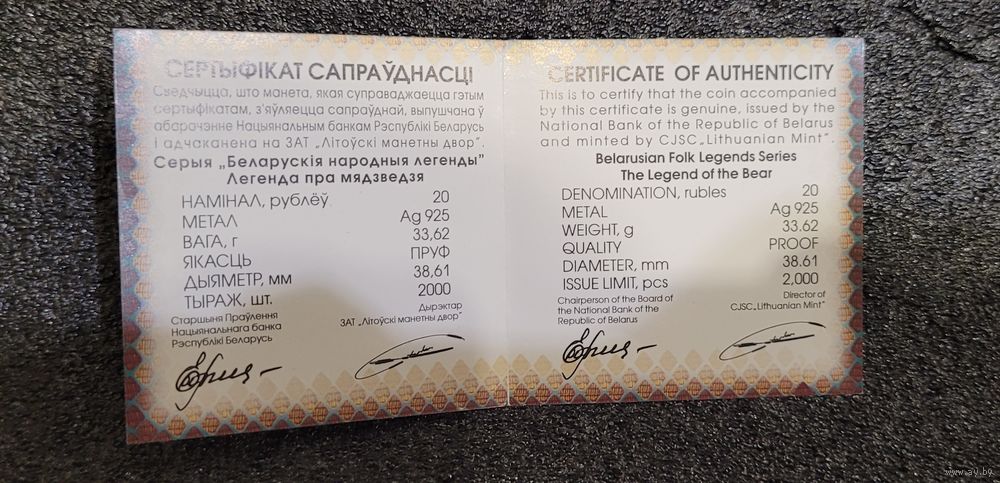 СЕРТЫФІКАТ САПРАЎДНАСЦІ
Сведчыцца, што манета, якая суправаджаецца гэтым
сертыфікатам, з'яўляецца сапраўднай, выпушчана ў
абарачэнне Нацыянальным банкам Рэспублікі Беларусь
і адчаканена на ЗАТ „Літоўскі манетны двор".
Серыя „Беларускія народныя легенды"
Легенда пра мядзведзя
НАМІНАЛ, рублёў 20
МЕТАЛ Ag 925
ВАГА, г 33,62
ЯКАСЦЬ ПРУФ
ДЫЯМЕТР, мм 38,61
ТЫРАЖ, шт. 2000
Старшыня Праўлення
Нацыянальнага банка
Рэспублікі Беларусь
Дырэктар
ЗАТ „Літоўскі манетны двор"
CERTIFICATE OF AUTHENTICITY
This is to certify that the coin accompanied
by this certificate is genuine, issued by the
National Bank of the Republic of Belarus
and minted by CJSC„Lithuanian Mint".
Belarusian Folk Legends Series
The Legend of the Bear
DENOMINATION, rubles 20
METAL Ag 925
WEIGHT, g 33.62
QUALITY PROOF
DIAMETER, mm 38.61
ISSUE LIMIT, pcs 2,000
Chairperson of the Board of
the National Bank of the
Republic of Belarus
Director of
CJSC„Lithuanian Mint"
www.ay.by